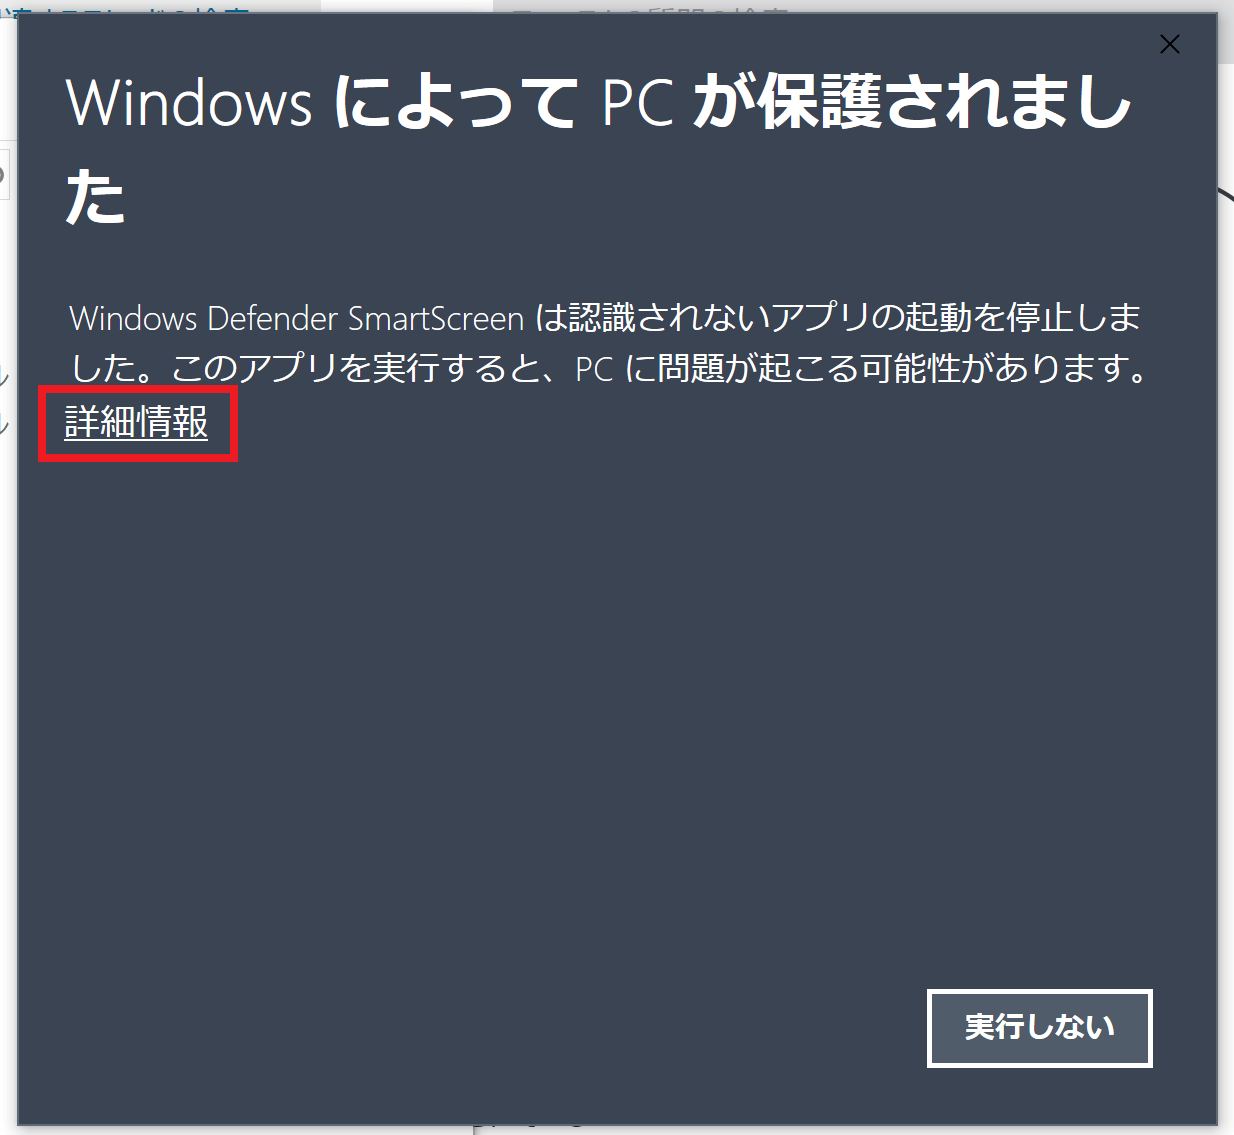 Windows によって PC が保護されまし
た
Windows Defender SmartScreen は認識されないアプリの起動を停止しま
した。このアプリを実行すると、PC に問題が起こる可能性があります。
詳細情報
実行しない